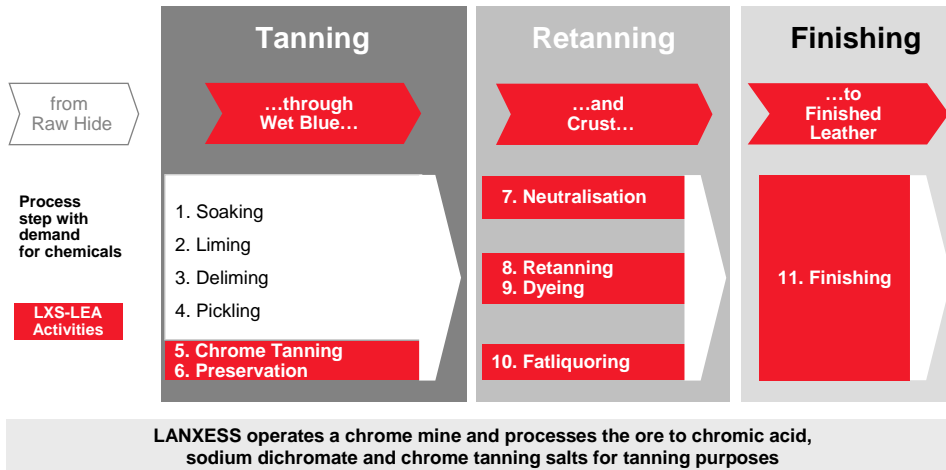 Tanning
Retanning
Finishing
from
Raw Hide
…through
Wet Blue…
…and
Crust…
…to
Finished
Leather
Process
step with
demand
for chemicals
LXS-LEA
Activities
1. Soaking
2. Liming
3. Deliming
4. Pickling
5. Chrome Tanning
6. Preservation
7. Neutralisation
8. Retanning
9. Dyeing
10. Fatliquoring
11. Finishing
LANXESS operates a chrome mine and processes the ore to chromic acid,
sodium dichromate and chrome tanning salts for tanning purposes